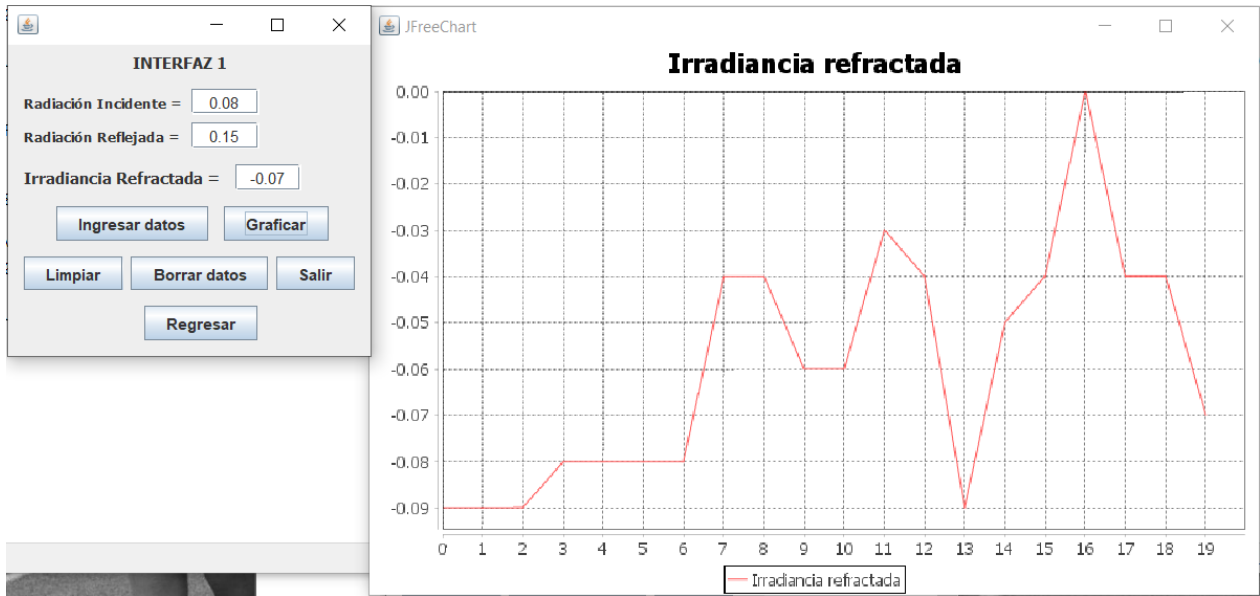 INTERFAZ 1
Radiación Incidente = 0.08
Radiación Reflejada = 0.15
Irradiancia Refractada = -0.07
Ingresar datos Graficar
Limpiar Borrar datos Salir
Regresar
JFreeChart
Irradiancia refractada
0.00
-0.01
-0.02
-0.03
-0.04
-0.05
-0.06
-0.07
-0.08
-0.09
0 1 2 3 4 5 6 7 8 9 10 11 12 13 14 15 16 17 18 19
Irradiancia refractada